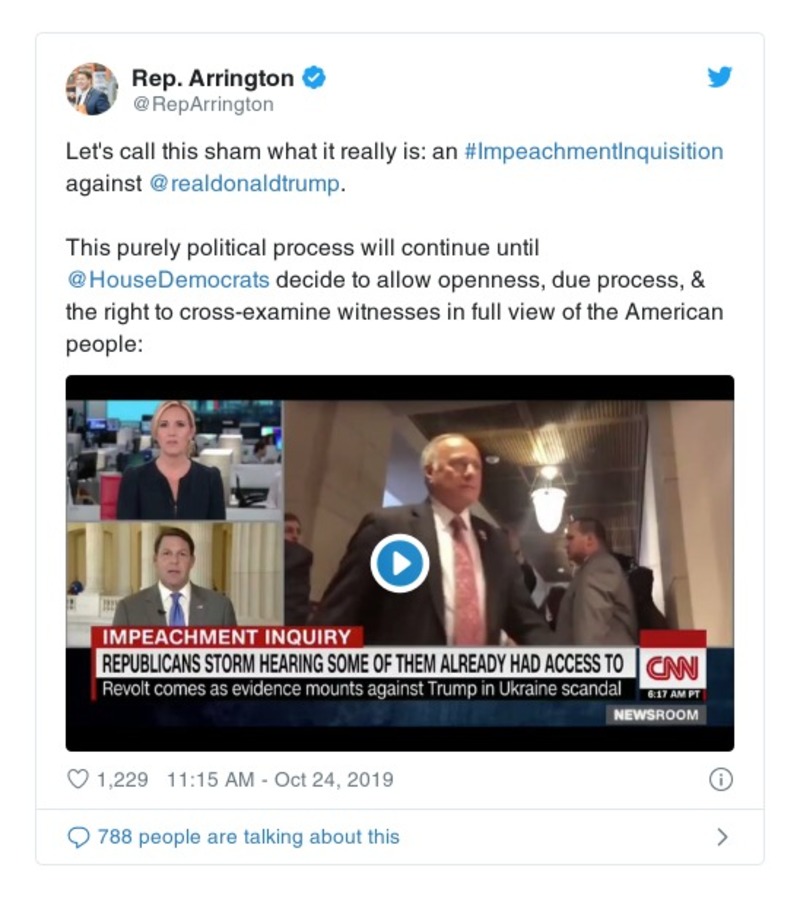 Rep. Arrington
@RepArrington
Let's call this sham what it really is: an #ImpeachmentInquisition
against @realdonaldtrump.
This purely political process will continue until
@HouseDemocrats decide to allow openness, due process, &
the right to cross-examine witnesses in full view of the American
people:
IMPEACHMENT INQUIRY
REPUBLICANS STORM HEARING SOME OF THEM ALREADY HAD ACCESS TO
Revolt comes as evidence mounts against Trump in Ukraine scandal
CNN
6:17 AM PT
NEWSROOM
1,229 11:15 AM - Oct 24, 2019
788 people are talking about this